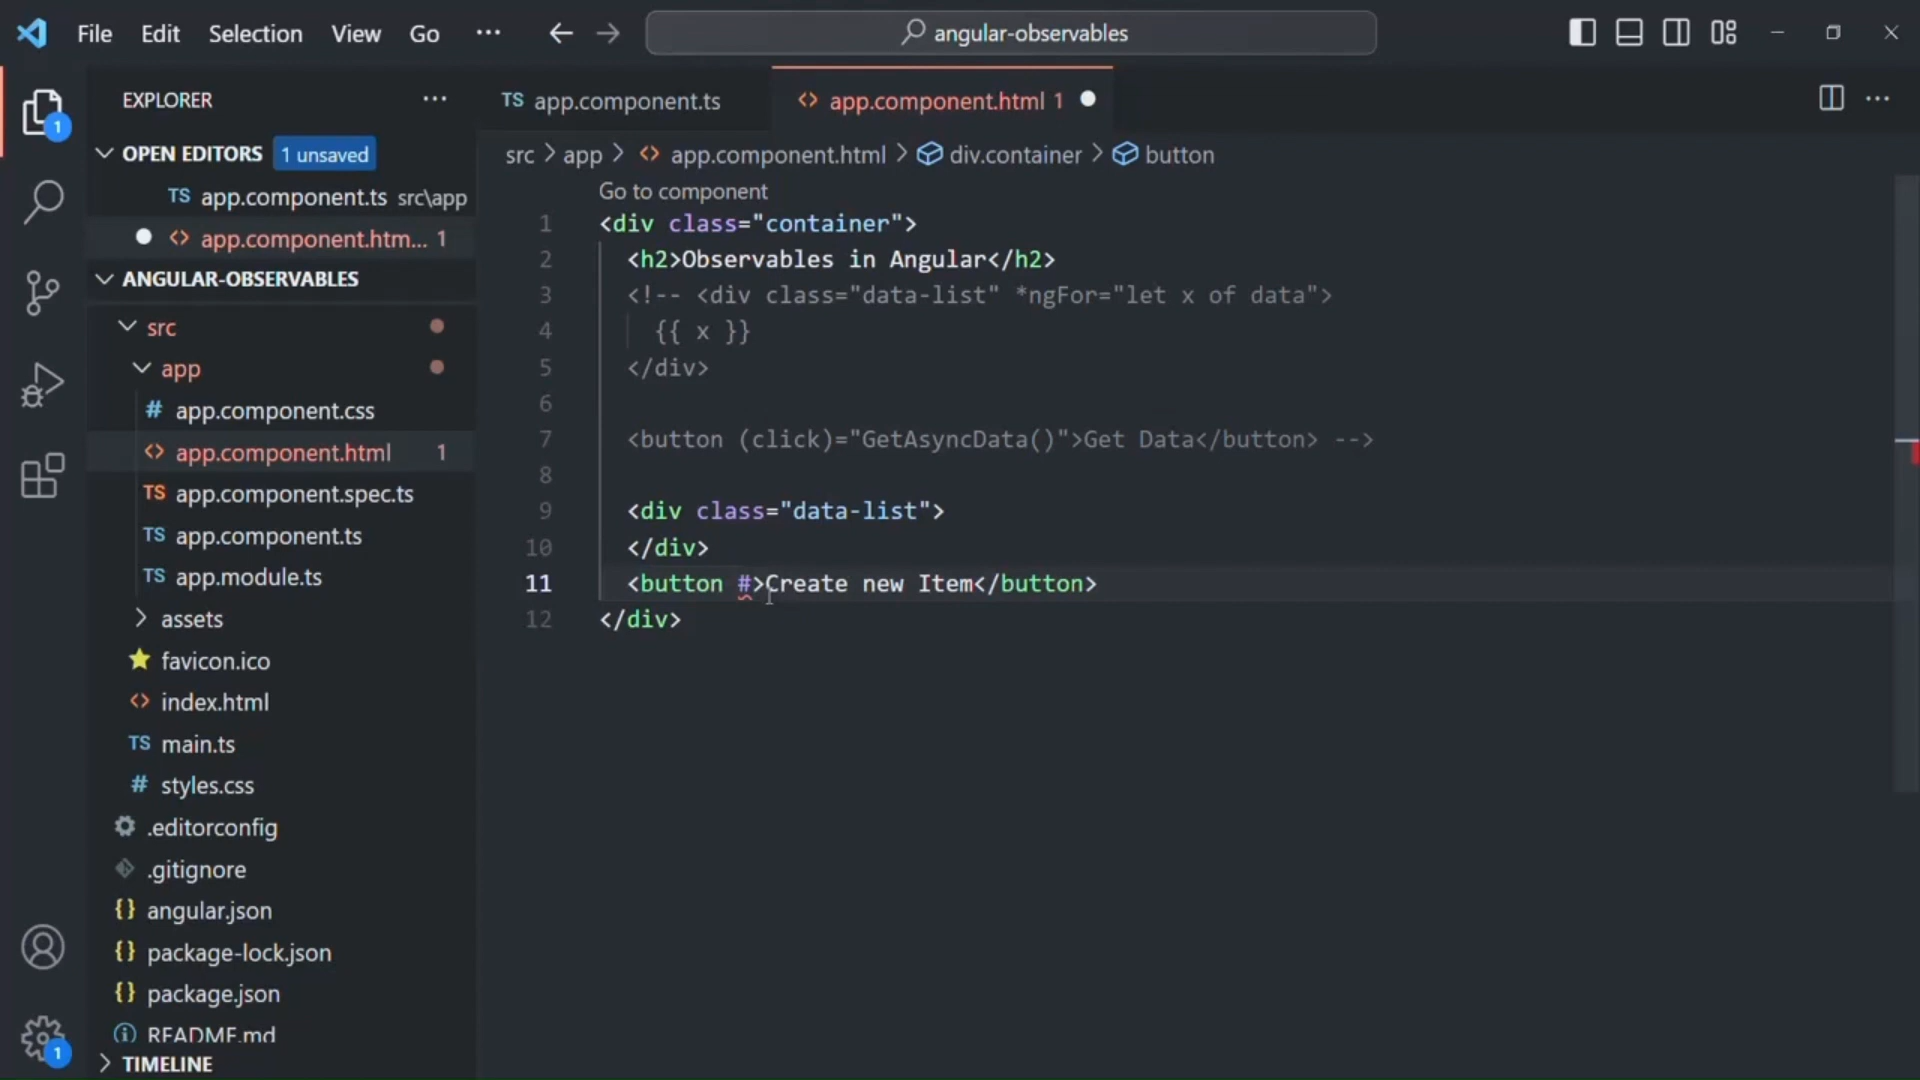 File Edit Selection View Go ··· angular-observables
EXPLORER ···
OPEN EDITORS 1 unsaved
TS app.component.ts src\app
<> app.component.htm... 1
ANGULAR-OBSERVABLES
src
app
# app.component.css
<> app.component.html 1
TS app.component.spec.ts
TS app.component.ts
TS app.module.ts
assets
favicon.ico
<> index.html
TS main.ts
# styles.css
.editorconfig
.gitignore
{} angular.json
{} package-lock.json
{} package.json
README.md
TIMELINE
1
1
TS app.component.ts <> app.component.html 1
src > app > <> app.component.html > div.container > button
Go to component
1 <div class="container">
2 <h2>Observables in Angular</h2>
3 <!-- <div class="data-list" *ngFor="let x of data">
4 {{ x }}
5 </div>
6
7 <button (click)="GetAsyncData()">Get Data</button> -->
8
9 <div class="data-list">
10 </div>
11 <button #>Create new Item</button>
12 </div>